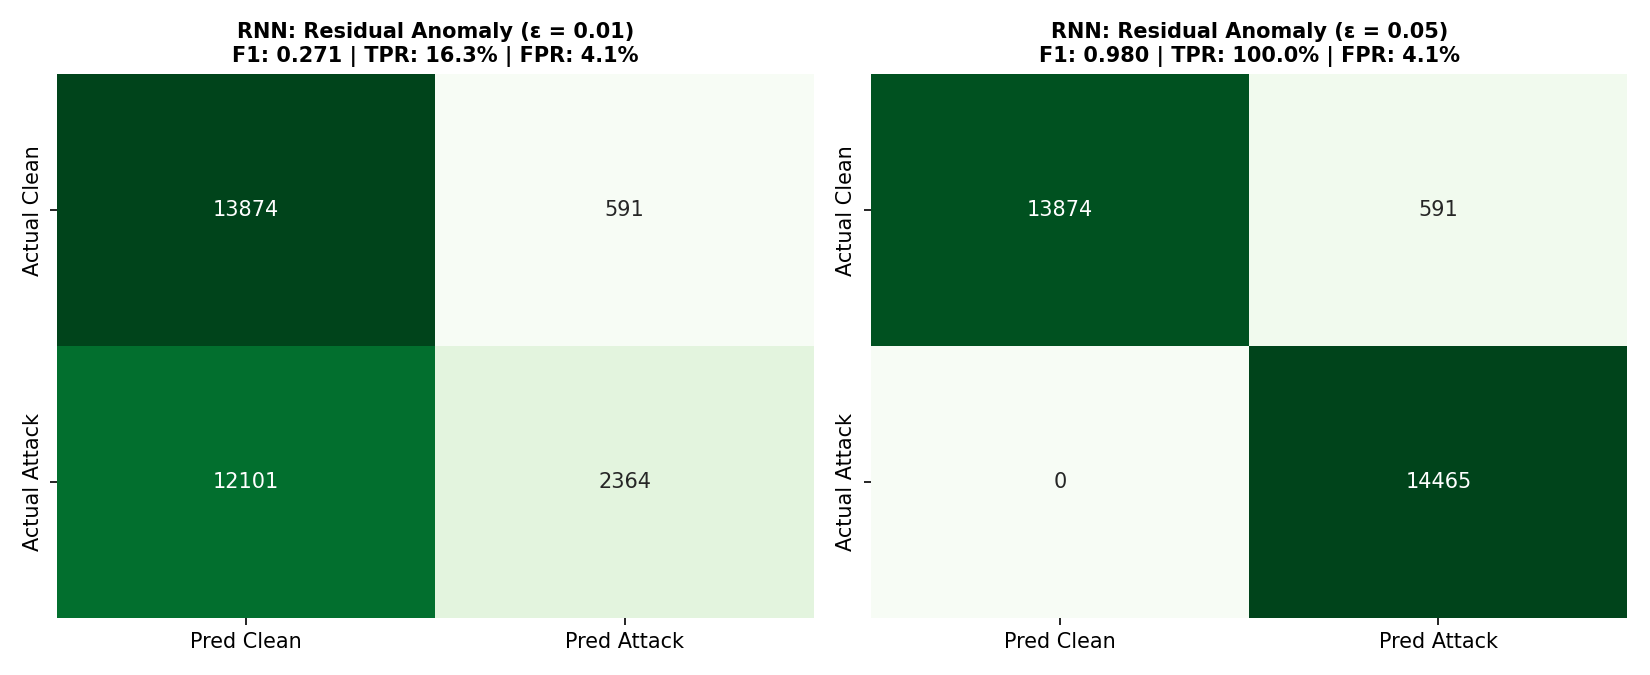 RNN: Residual Anomaly (ε = 0.01)
F1: 0.271 | TPR: 16.3% | FPR: 4.1%
Actual Clean
13874
591
Actual Attack
12101
2364
Pred Clean
Pred Attack
RNN: Residual Anomaly (ε = 0.05)
F1: 0.980 | TPR: 100.0% | FPR: 4.1%
Actual Clean
13874
591
Actual Attack
0
14465
Pred Clean
Pred Attack